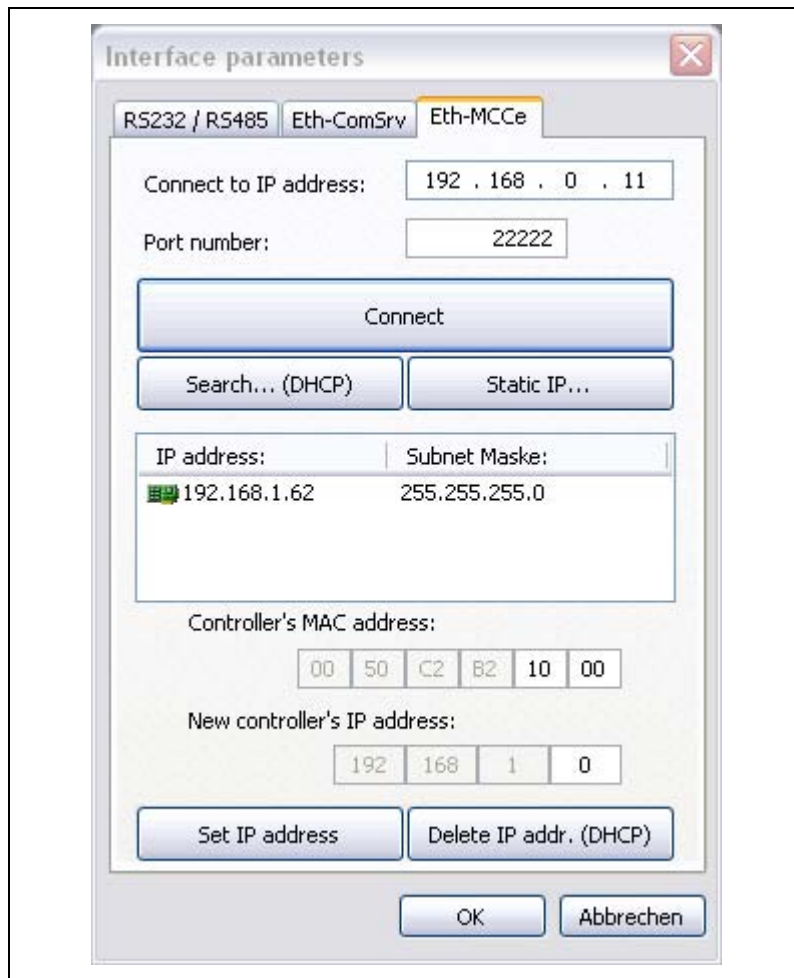 Interface parameters
RS232 / RS485 Eth-ComSrv Eth-MCCe
Connect to IP address: 192 . 168 . 0 . 11
Port number: 22222
Connect
Search... (DHCP) Static IP...
IP address: Subnet Maske:
192.168.1.62 255.255.255.0
Controller's MAC address:
00 50 C2 B2 10 00
New controller's IP address:
192 168 1 0
Set IP address Delete IP addr. (DHCP)
OK Abbrechen